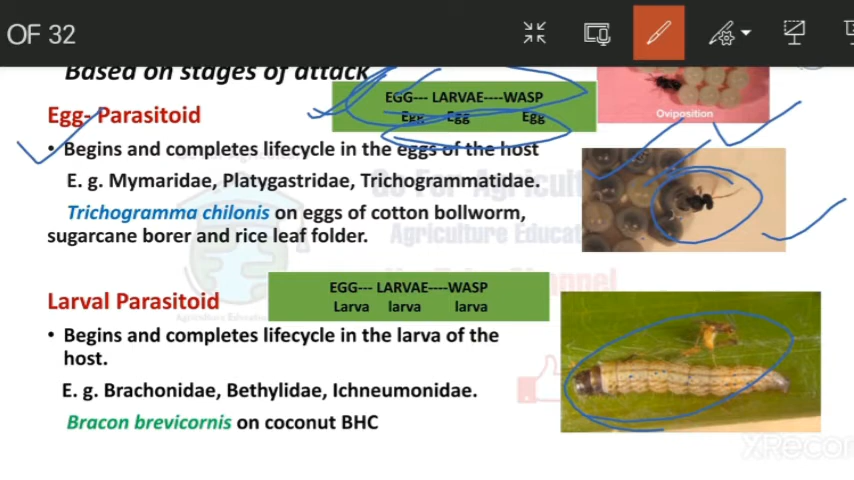 OF 32
Based on stages of attack
EGG--- LARVAE----WASP
Egg Egg Egg
Oviposition
Egg- Parasitoid
• Begins and completes lifecycle in the eggs of the host
E. g. Mymaridae, Platygastridae, Trichogrammatidae.
Trichogramma chilonis on eggs of cotton bollworm,
sugarcane borer and rice leaf folder.
EGG--- LARVAE----WASP
Larva larva larva
Larval Parasitoid
• Begins and completes lifecycle in the larva of the
host.
E. g. Brachonidae, Bethylidae, Ichneumonidae.
Bracon brevicornis on coconut BHC
XRecor